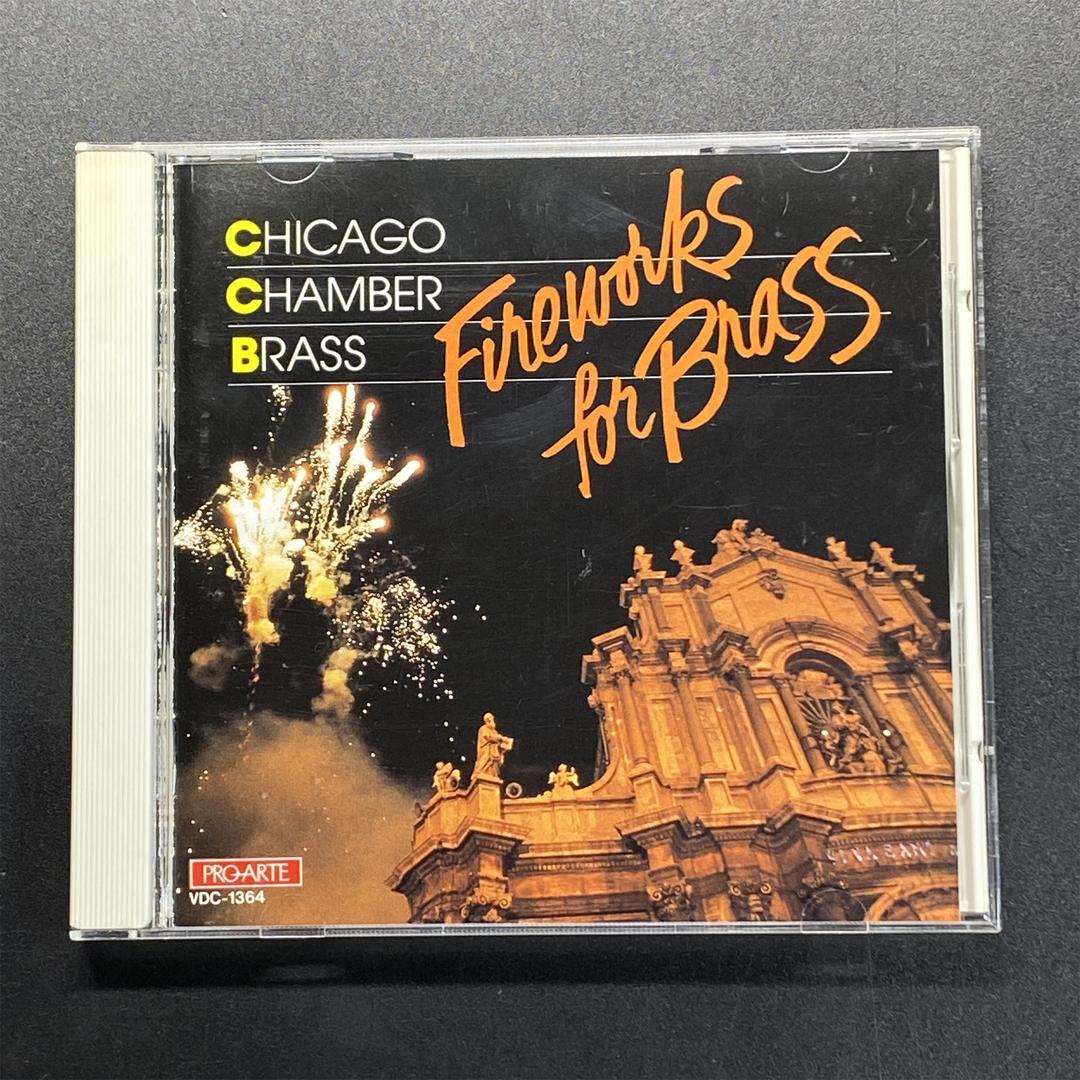 CHICAGO
CHAMBER
BRASS
Fireworks
for Brass
PRO-ARTE
VDC-1364